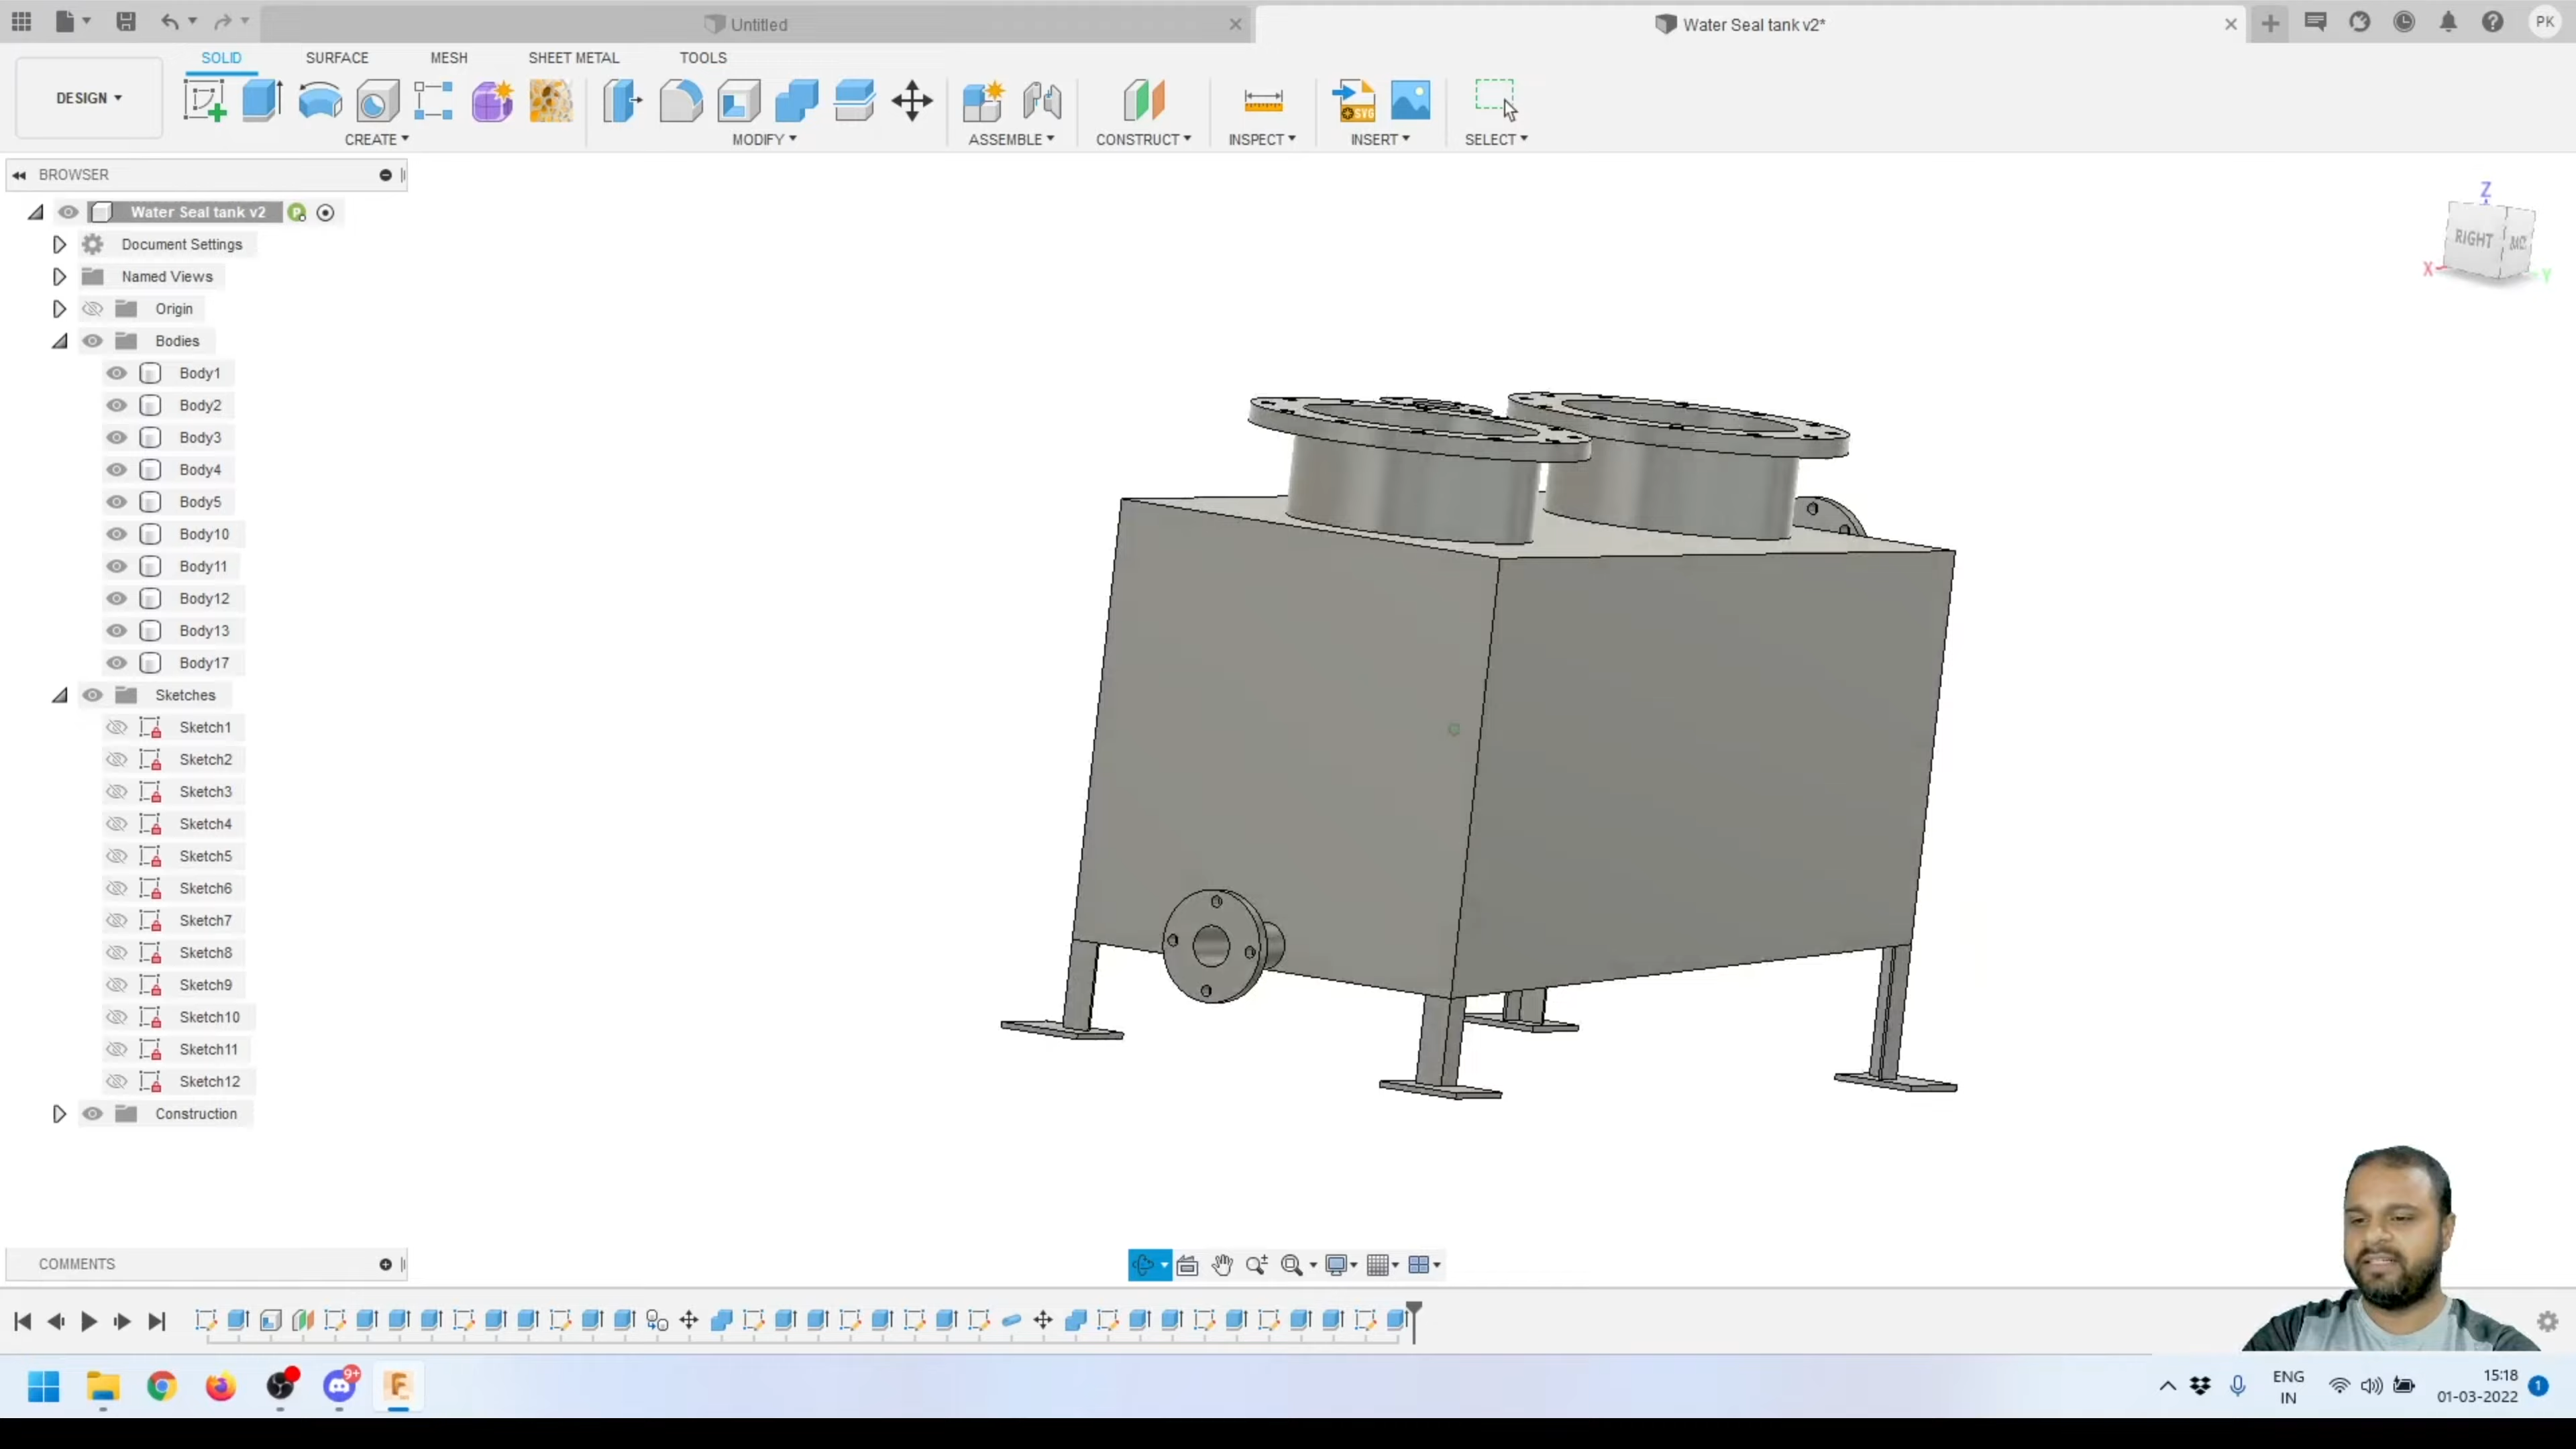 Untitled
Water Seal tank v2*
PK
SOLID
SURFACE
MESH
SHEET METAL
TOOLS
DESIGN
CREATE
MODIFY
ASSEMBLE
CONSTRUCT
INSPECT
SVG
INSERT
SELECT
BROWSER
Water Seal tank v2
Document Settings
Named Views
Origin
Bodies
Body1
Body2
Body3
Body4
Body5
Body10
Body11
Body12
Body13
Body17
Sketches
Sketch1
Sketch2
Sketch3
Sketch4
Sketch5
Sketch6
Sketch7
Sketch8
Sketch9
Sketch10
Sketch11
Sketch12
Construction
Z
RIGHT
X
Y
COMMENTS
9+
F
ENG
IN
15:18
01-03-2022
1